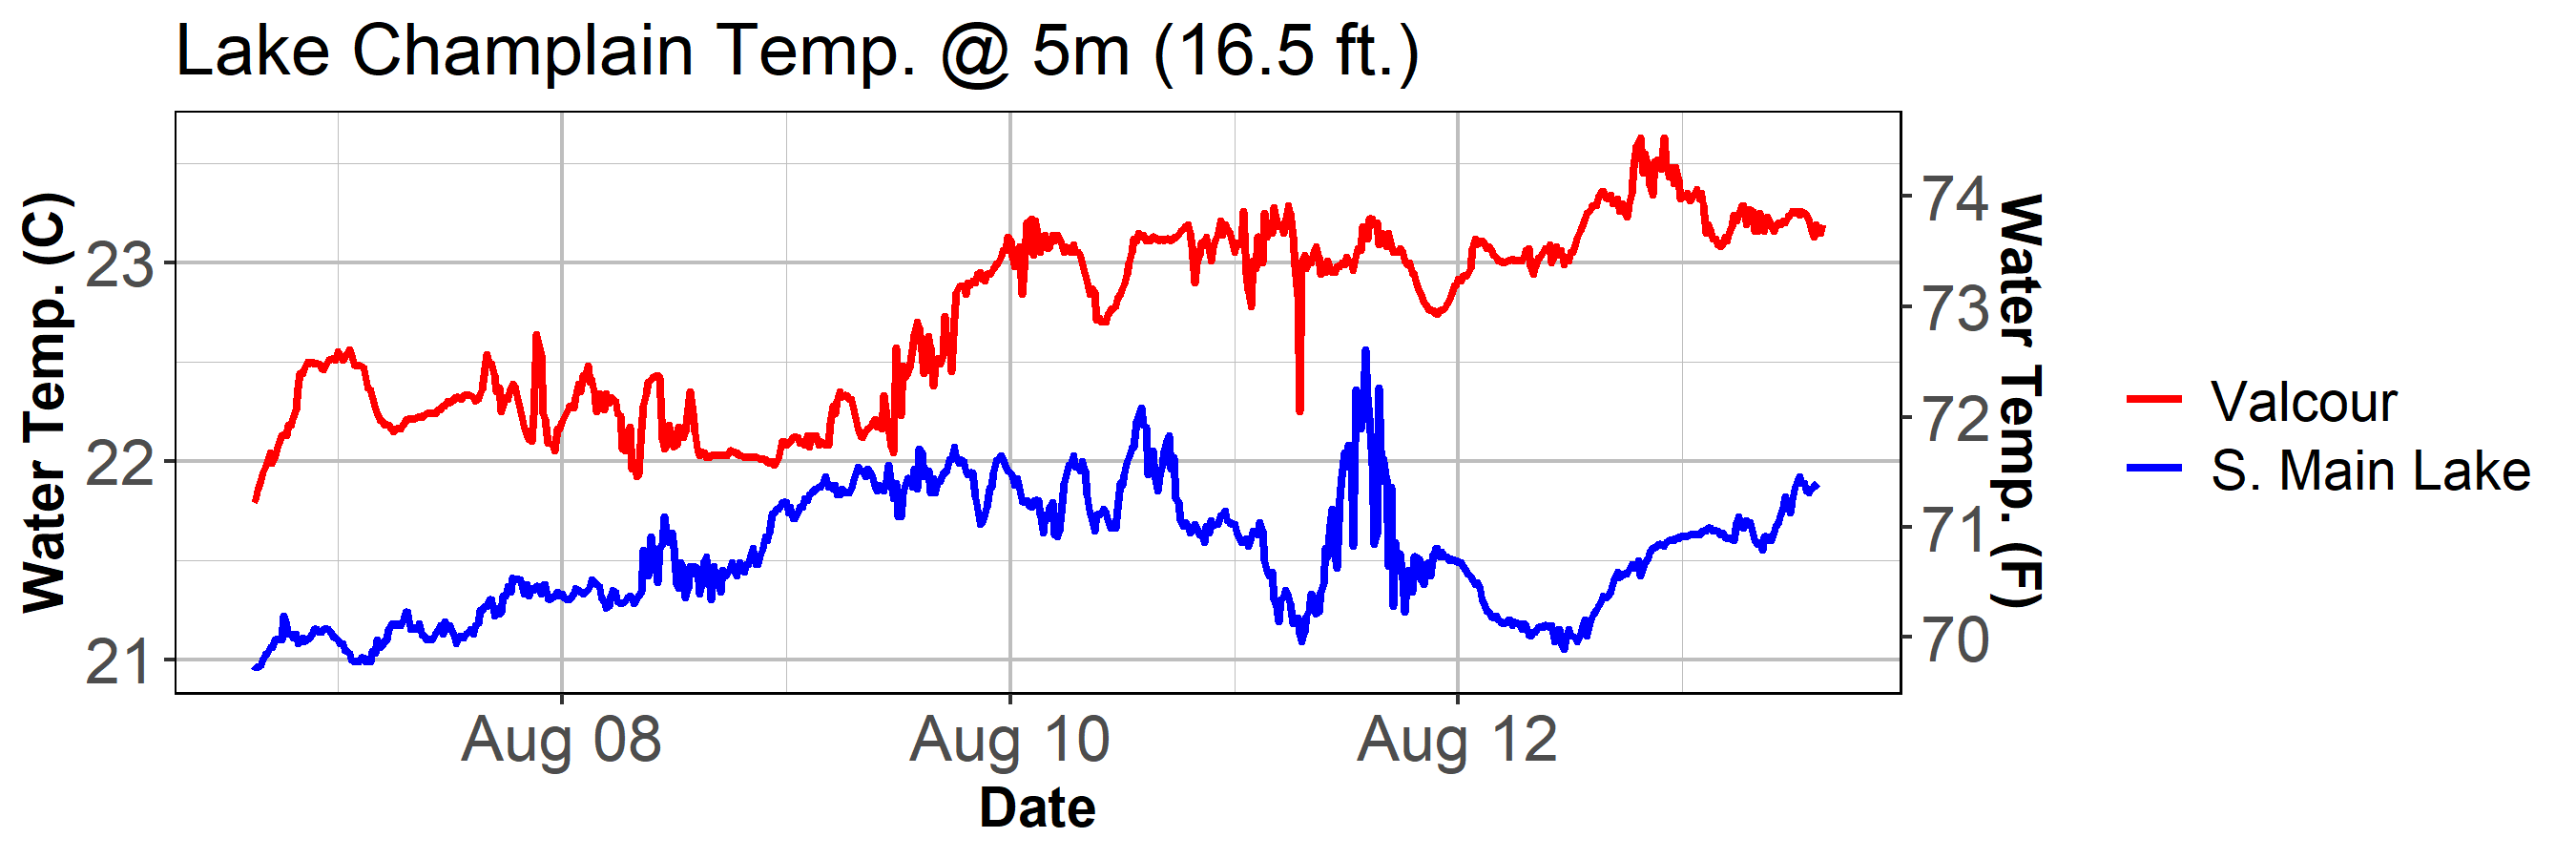 Lake Champlain Temp. @ 5m (16.5 ft.)
Water Temp. (C)
23
22
21
74
73
72
71
70
Water Temp. (F)
Aug 08
Aug 10
Aug 12
Date
Valcour
S. Main Lake